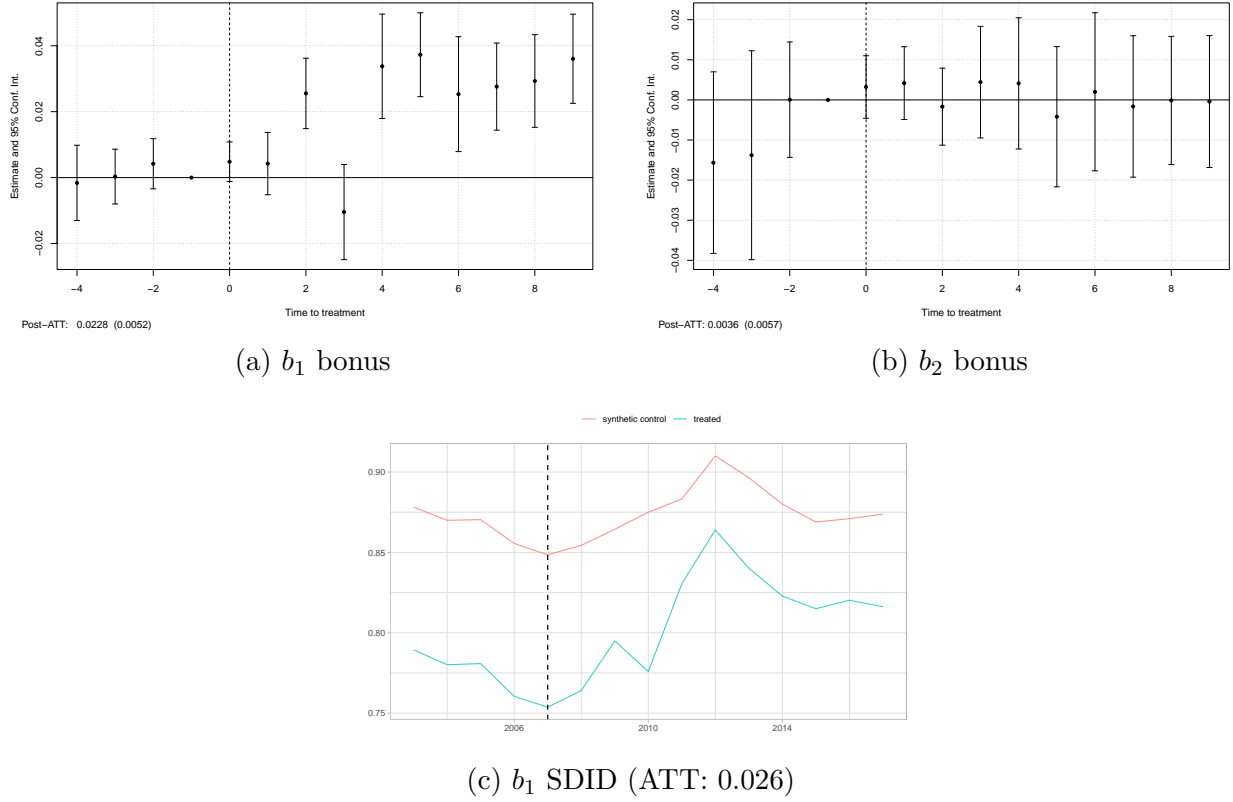 Estimate and 95% Conf. Int.
0.04
0.02
0.00
−0.02
−4 −2 0 2 4 6 8
Time to treatment
Post−ATT: 0.0228 (0.0052)
(a) b1 bonus
Estimate and 95% Conf. Int.
0.02
0.01
0.00
−0.01
−0.02
−0.03
−0.04
−4 −2 0 2 4 6 8
Time to treatment
Post−ATT: 0.0036 (0.0057)
(b) b2 bonus
synthetic control treated
0.90
0.85
0.80
0.75
2006 2010 2014
(c) b1 SDID (ATT: 0.026)